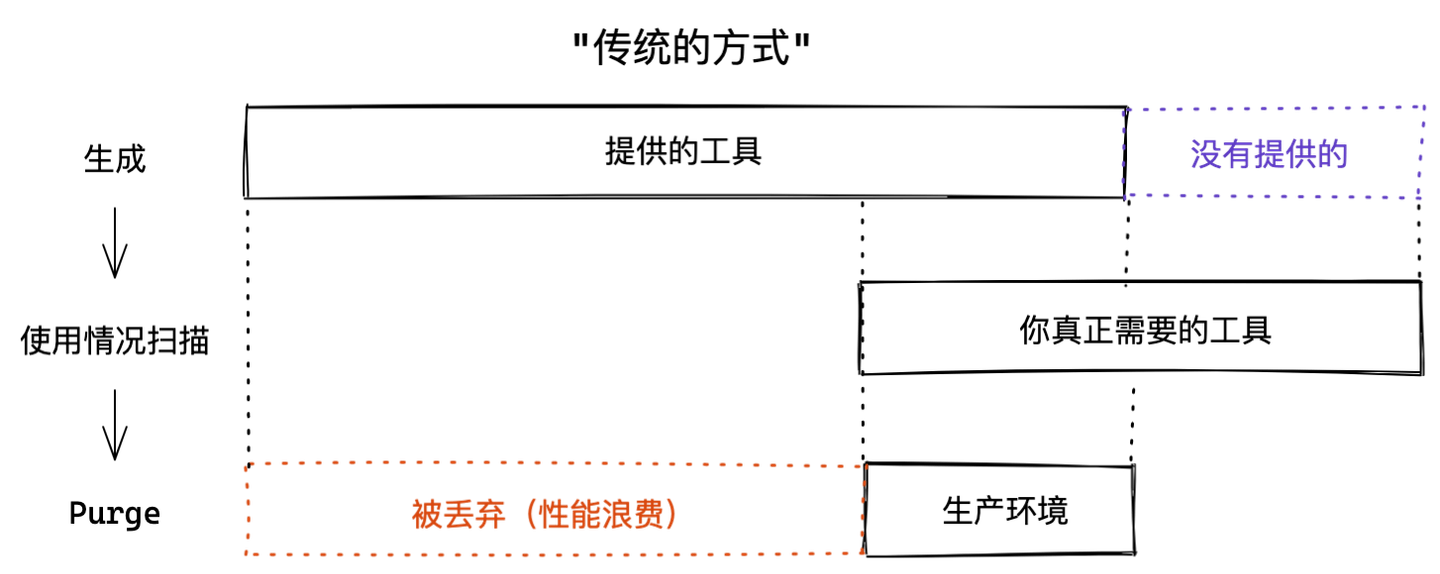 "传统的方式"
生成
提供的工具
没有提供的
使用情况扫描
你真正需要的工具
Purge
被丢弃（性能浪费）
生产环境